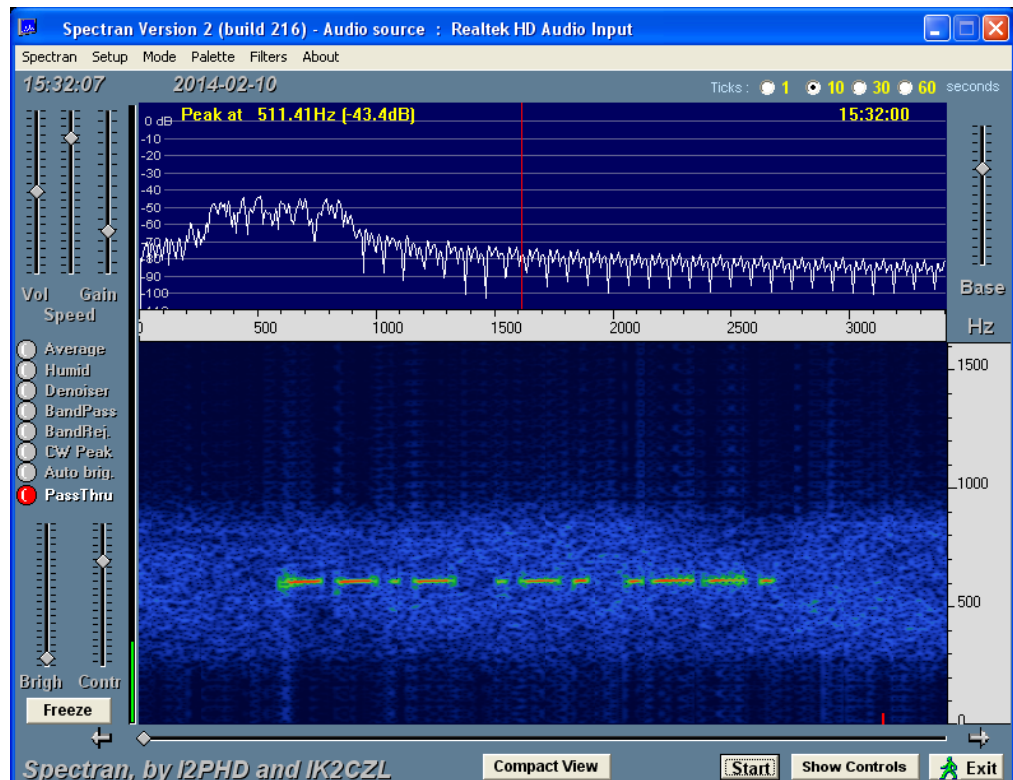 Spectran Version 2 (build 216) - Audio source : Realtek HD Audio Input
Spectran Setup Mode Palette Filters About
15:32:07 2014-02-10 Ticks : 1 10 30 60 seconds
0 dB Peak at 511.41Hz (-43.4dB) 15:32:00
-10
-20
-30
-40
-50
-60
-70
-80
-90
-100
Vol Gain
Speed
Base
500 1000 1500 2000 2500 3000 Hz
Average
Humid
Denoiser
BandPass
BandRej.
CW Peak
Auto brig.
PassThru
1500
1000
500
0
Brigh Contr
Freeze
Spectran, by I2PHD and IK2CZL
Compact View Start Show Controls Exit